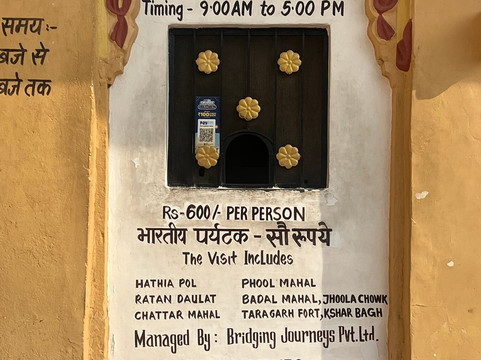 समय:-
बजे से
बजे तक
Timing - 9:00AM to 5:00 PM
Rs-600/- PER PERSON
भारतीय पर्यटक - सौ रूपये
The Visit Includes
HATHIA POL PHOOL MAHAL
RATAN DAULAT BADAL MAHAL, JHOOLA CHOWK
CHATTAR MAHAL TARAGARH FORT, KSHAR BAGH
Managed By: Bridging Journeys Pvt.Ltd.